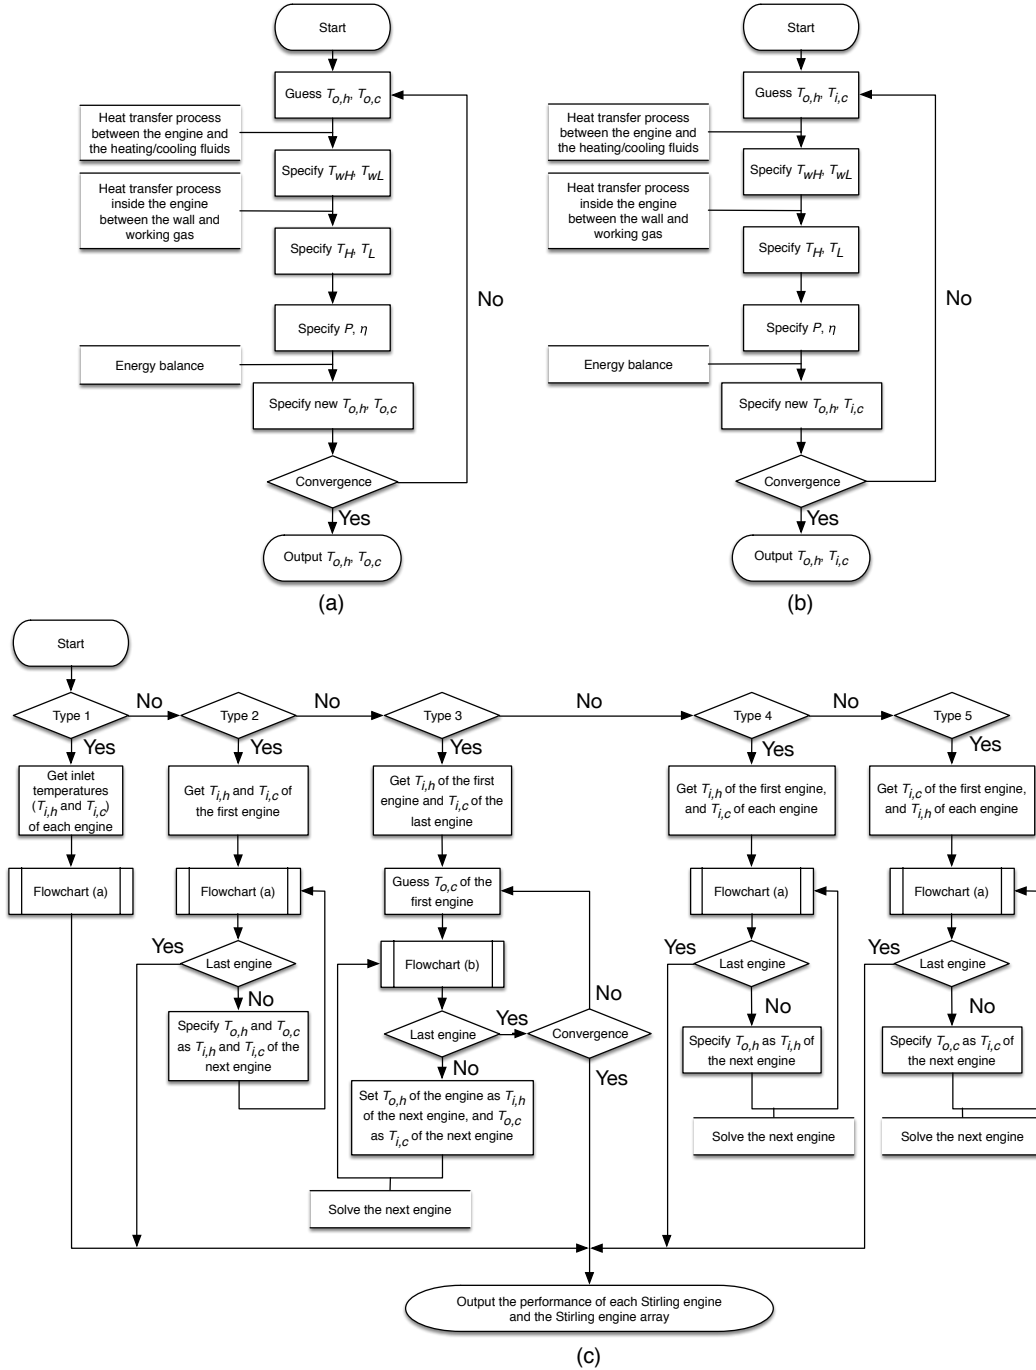 Start
Guess T_{o,h}, T_{o,c}
Heat transfer process
between the engine and
the heating/cooling fluids
Specify T_{wH}, T_{wL}
Heat transfer process
inside the engine
between the wall and
working gas
Specify T_H, T_L
No
Specify P, η
Energy balance
Specify new T_{o,h}, T_{o,c}
Convergence
Yes
Output T_{o,h}, T_{o,c}
(a)
Start
Guess T_{o,h}, T_{i,c}
Heat transfer process
between the engine and
the heating/cooling fluids
Specify T_{wH}, T_{wL}
Heat transfer process
inside the engine
between the wall and
working gas
Specify T_H, T_L
No
Specify P, η
Energy balance
Specify new T_{o,h}, T_{i,c}
Convergence
Yes
Output T_{o,h}, T_{i,c}
(b)
Start
Type 1
No
Type 2
No
Type 3
No
Type 4
No
Type 5
Yes
Yes
Yes
Yes
Yes
Get inlet
temperatures
(T_{i,h} and T_{i,c})
of each engine
Get T_{i,h} and T_{i,c} of
the first engine
Get T_{i,h} of the first
engine and T_{i,c} of the
last engine
Get T_{i,h} of the first engine,
and T_{i,c} of each engine
Get T_{i,c} of the first engine,
and T_{i,h} of each engine
Flowchart (a)
Flowchart (a)
Guess T_{o,c} of the
first engine
Flowchart (a)
Flowchart (a)
Yes
Last engine
No
Specify T_{o,h} and T_{o,c}
as T_{i,h} and T_{i,c} of the
next engine
Flowchart (b)
No
Last engine
Yes
Convergence
No
Yes
Set T_{o,h} of the engine as T_{i,h}
of the next engine, and T_{o,c}
as T_{i,c} of the next engine
Solve the next engine
Yes
Last engine
No
Specify T_{o,h} as T_{i,h} of
the next engine
Solve the next engine
Yes
Last engine
No
Specify T_{o,c} as T_{i,c} of
the next engine
Solve the next engine
Output the performance of each Stirling engine
and the Stirling engine array
(c)